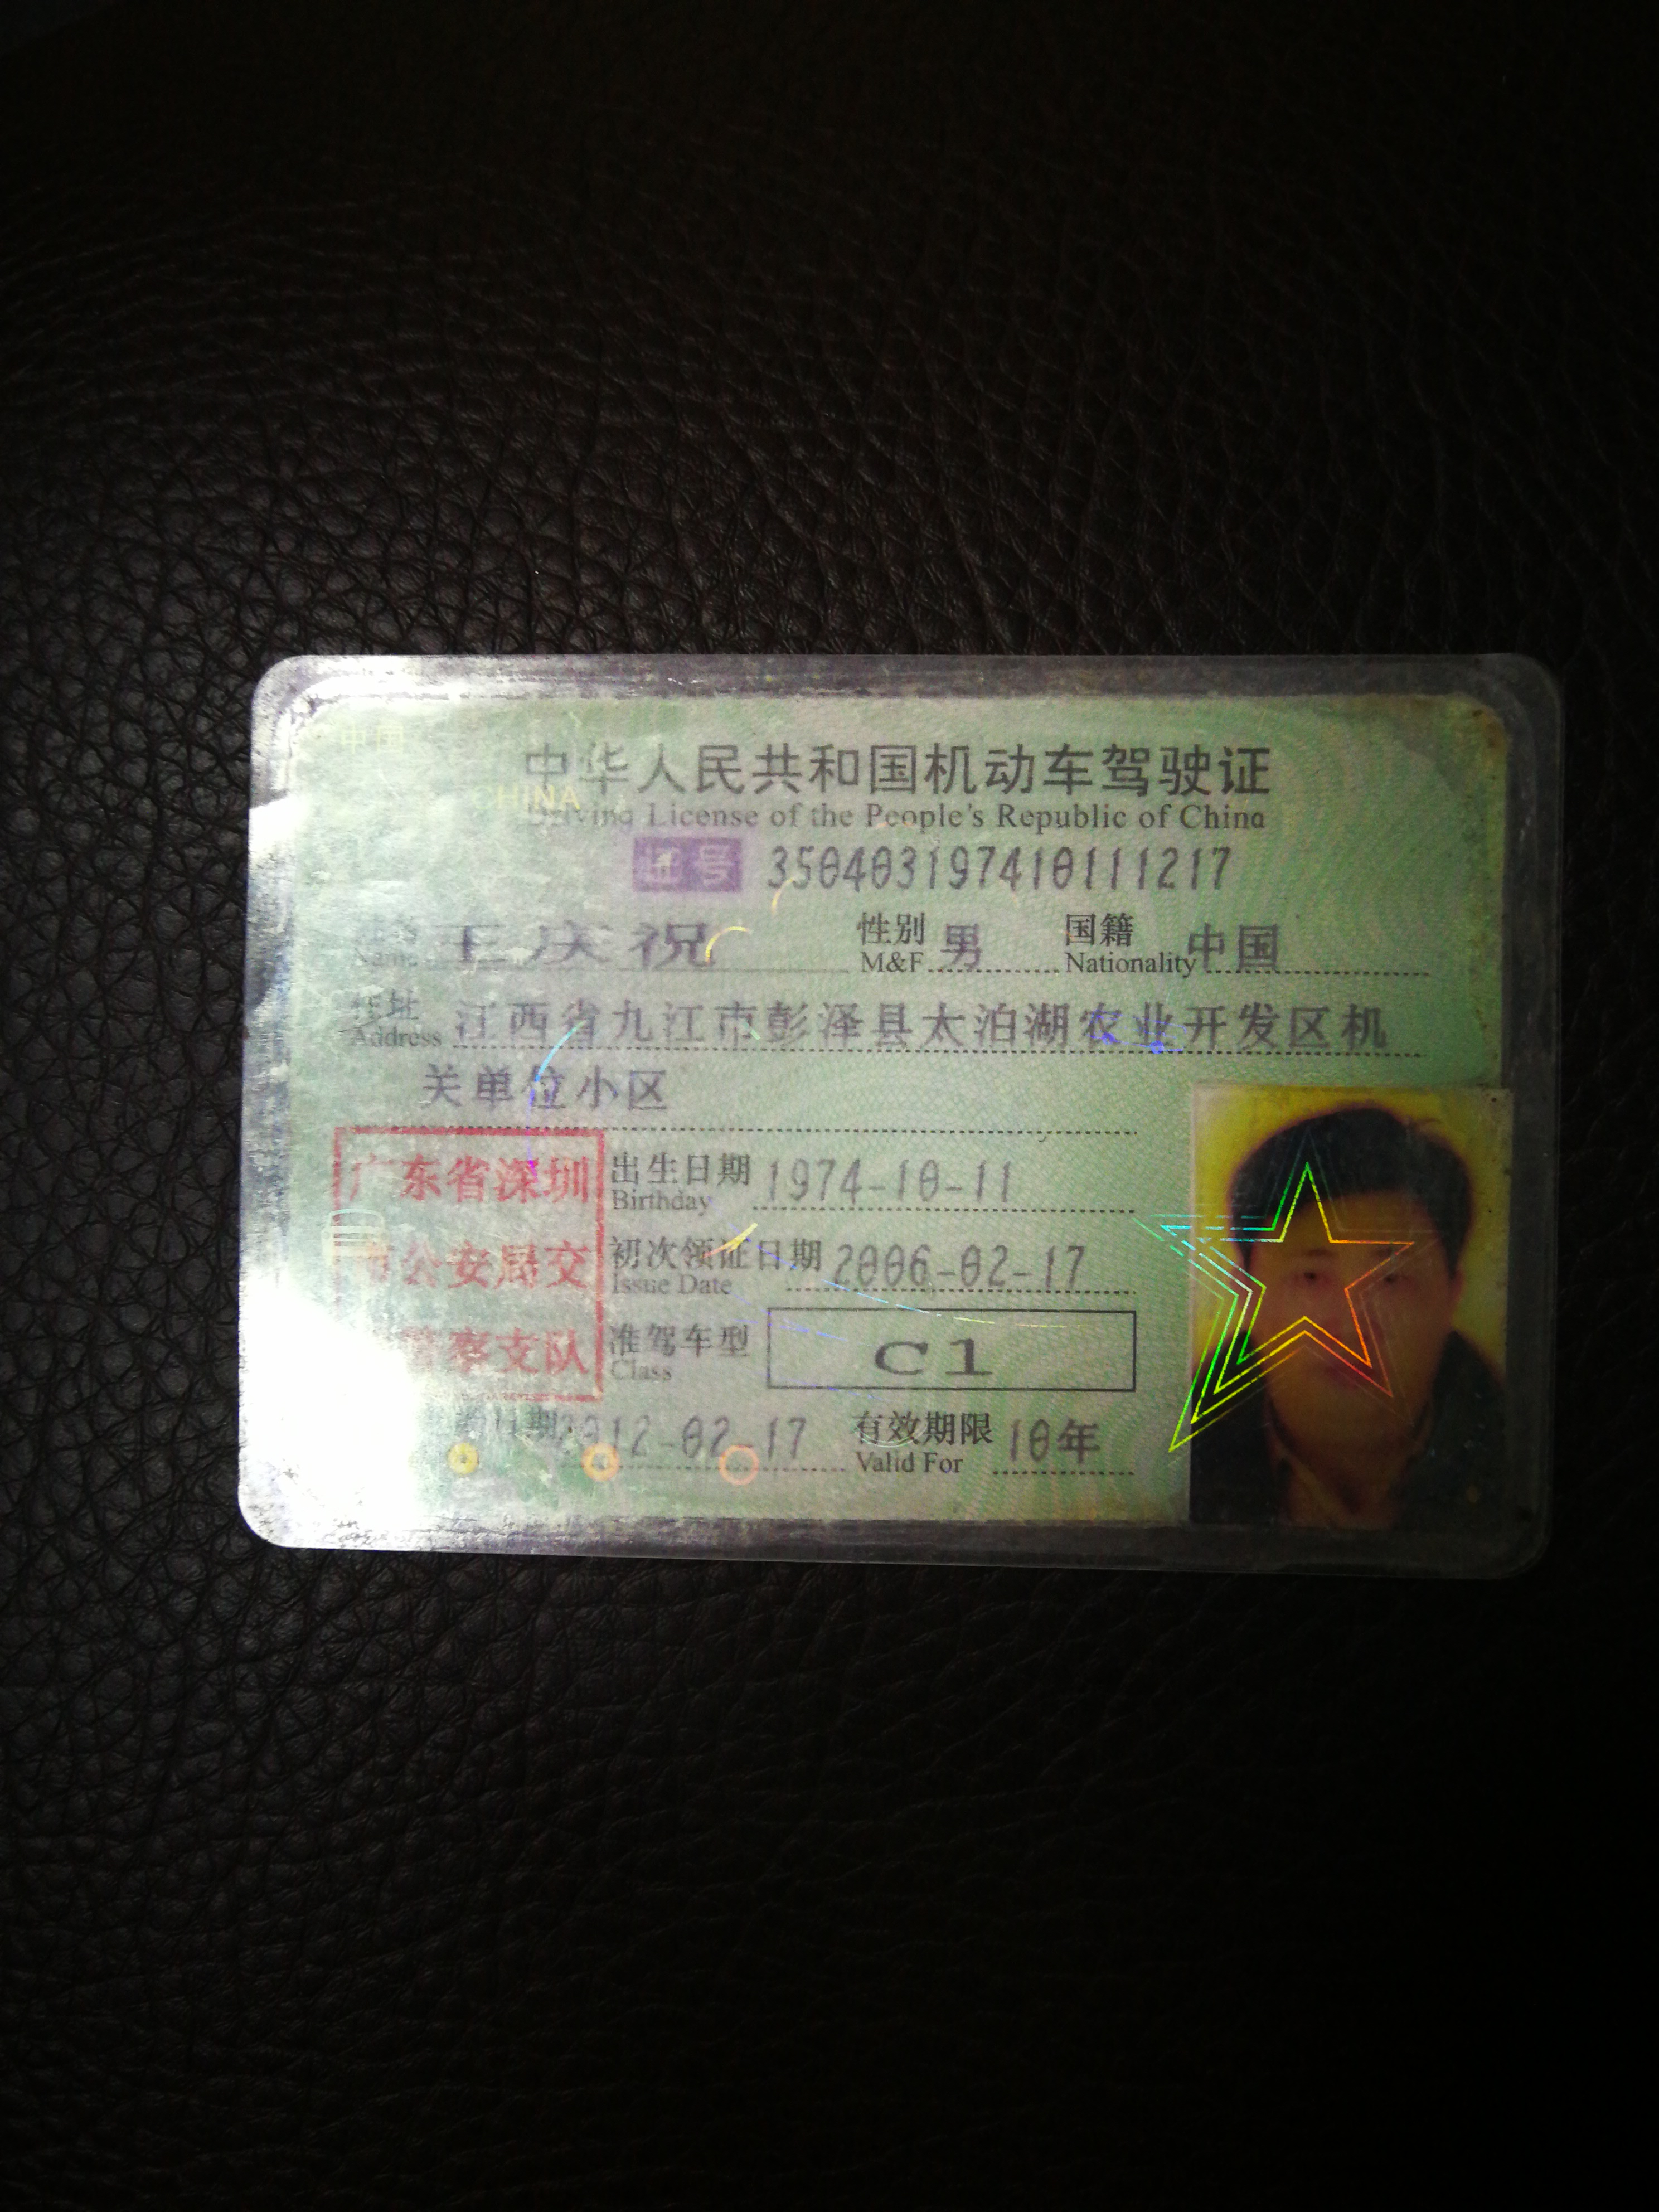 中国
CHINA
中华人民共和国机动车驾驶证
Driving License of the People's Republic of China
证号 350403197410111217
Name 王庆祝 性别 M&F 男 国籍 Nationality 中国
住址 Address 江西省九江市彭泽县太泊湖农业开发区机
关单位小区
广东省深圳
市公安局交
警察支队
出生日期 Birthday 1974-10-11
初次领证日期 Issue Date 2006-02-17
准驾车型 Class C1
日期 2012-02-17 有效期限 Valid For 10年